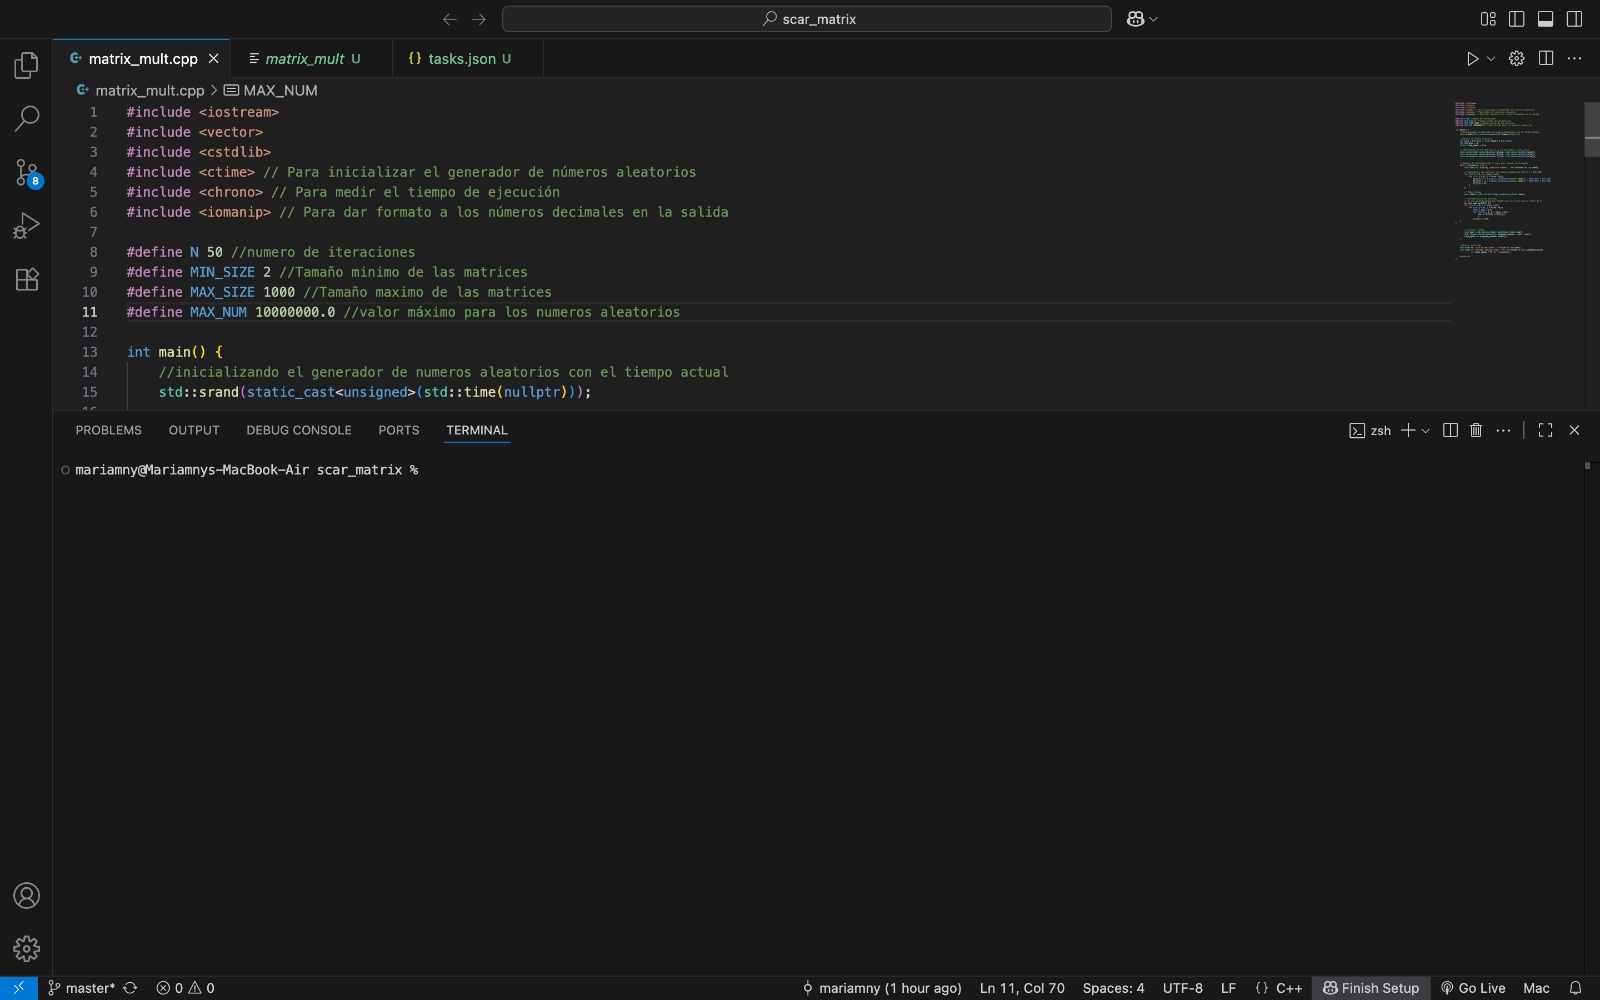 scar_matrix
matrix_mult.cpp
matrix_mult U
tasks.json U
matrix_mult.cpp > MAX_NUM
1 #include <iostream>
2 #include <vector>
3 #include <cstdlib>
4 #include <ctime> // Para inicializar el generador de números aleatorios
5 #include <chrono> // Para medir el tiempo de ejecución
6 #include <iomanip> // Para dar formato a los números decimales en la salida
7
8 #define N 50 //numero de iteraciones
9 #define MIN_SIZE 2 //Tamaño minimo de las matrices
10 #define MAX_SIZE 1000 //Tamaño maximo de las matrices
11 #define MAX_NUM 10000000.0 //valor máximo para los numeros aleatorios
12
13 int main() {
14 //inicializando el generador de numeros aleatorios con el tiempo actual
15 std::srand(static_cast<unsigned>(std::time(nullptr)));
PROBLEMS OUTPUT DEBUG CONSOLE PORTS TERMINAL zsh
mariamny@Mariamnys-MacBook-Air scar_matrix %
8
master* 0 0 mariamny (1 hour ago) Ln 11, Col 70 Spaces: 4 UTF-8 LF {} C++ Finish Setup Go Live Mac